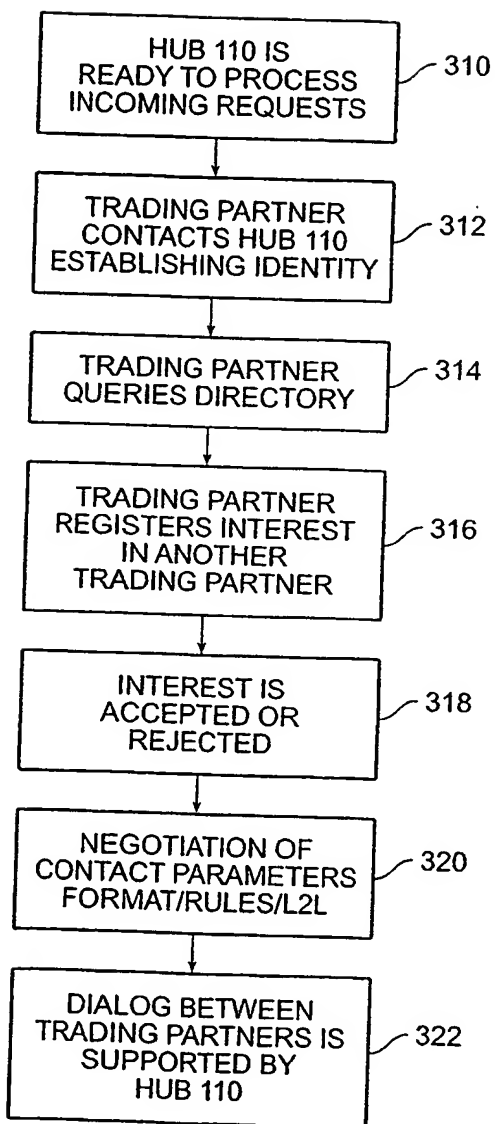 HUB 110 IS
READY TO PROCESS
INCOMING REQUESTS
310
TRADING PARTNER
CONTACTS HUB 110
ESTABLISHING IDENTITY
312
TRADING PARTNER
QUERIES DIRECTORY
314
TRADING PARTNER
REGISTERS INTEREST
IN ANOTHER
TRADING PARTNER
316
INTEREST IS
ACCEPTED OR
REJECTED
318
NEGOTIATION OF
CONTACT PARAMETERS
FORMAT/RULES/L2L
320
DIALOG BETWEEN
TRADING PARTNERS IS
SUPPORTED BY
HUB 110
322